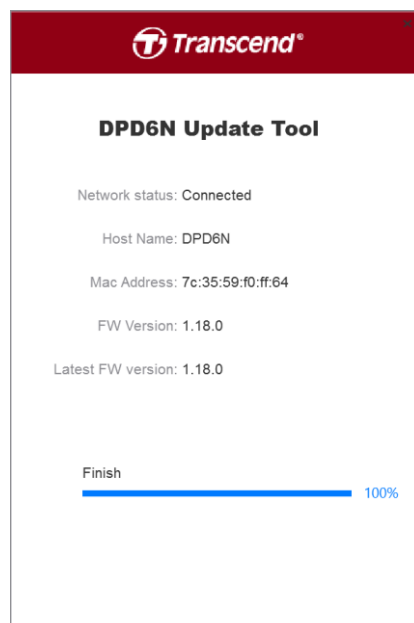 Transcend®
DPD6N Update Tool
Network status: Connected
Host Name: DPD6N
Mac Address: 7c:35:59:f0:ff:64
FW Version: 1.18.0
Latest FW version: 1.18.0
Finish
100%